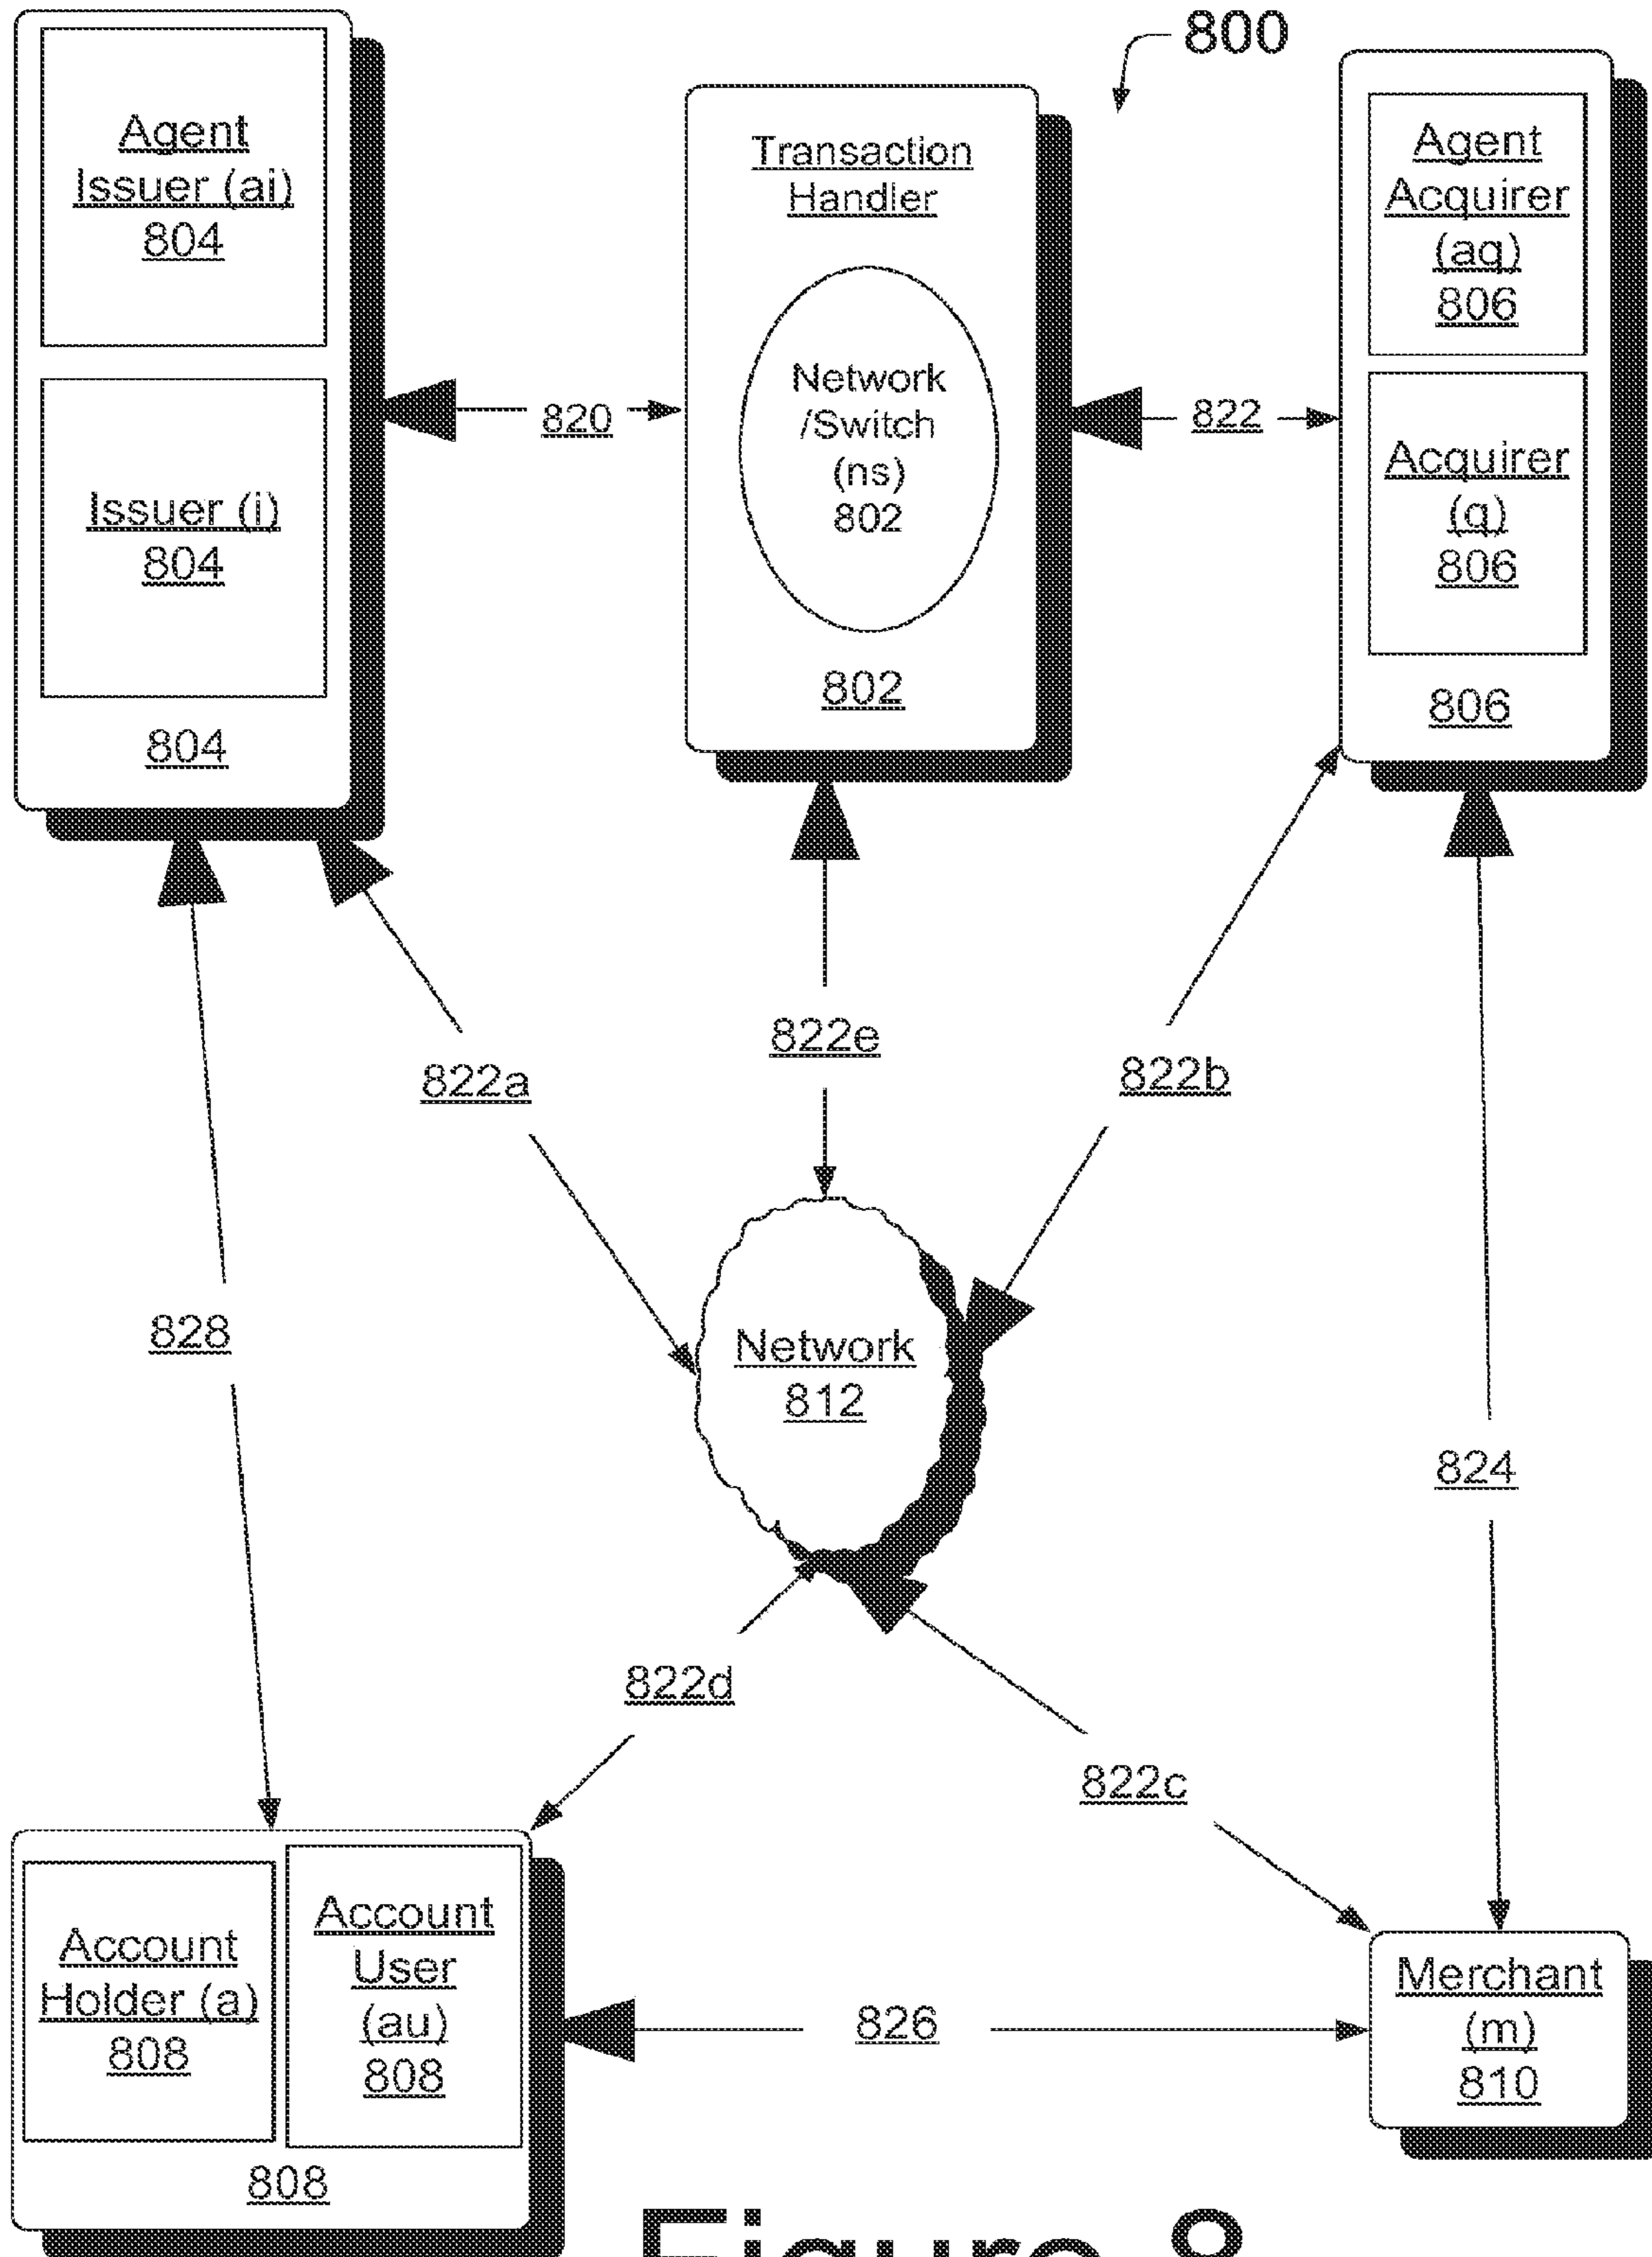 800
Agent
Issuer (ai)
804
Issuer (i)
804
804
820
Transaction
Handler
Network
/Switch
(ns)
802
802
822
Agent
Acquirer
(aq)
806
Acquirer
(q)
806
806
822a
822e
822b
828
Network
812
824
822d
822c
Account
Holder (a)
808
Account
User
(au)
808
808
826
Merchant
(m)
810
Figure 8